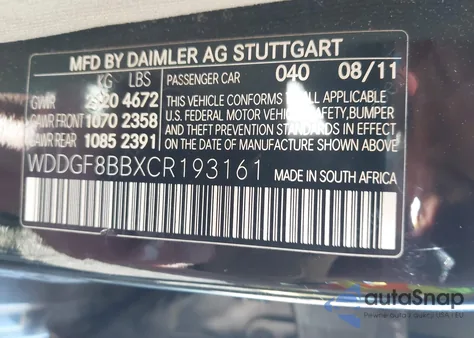 MFD BY DAIMLER AG STUTTGART
KG LBS PASSENGER CAR 040 08/11
GVWR 2120 4672
GAWR FRONT 1070 2358
GAWR REAR 1085 2391
THIS VEHICLE CONFORMS TO ALL APPLICABLE
FEDERAL MOTOR VEHICLE SAFETY, BUMPER
AND THEFT PREVENTION STANDARDS IN
EFFECT ON THE DATE OF MANUFACTURE SHOWN
ABOVE.
WDDGF8BBXCR193161 MADE IN SOUTH AFRICA
autoSnap